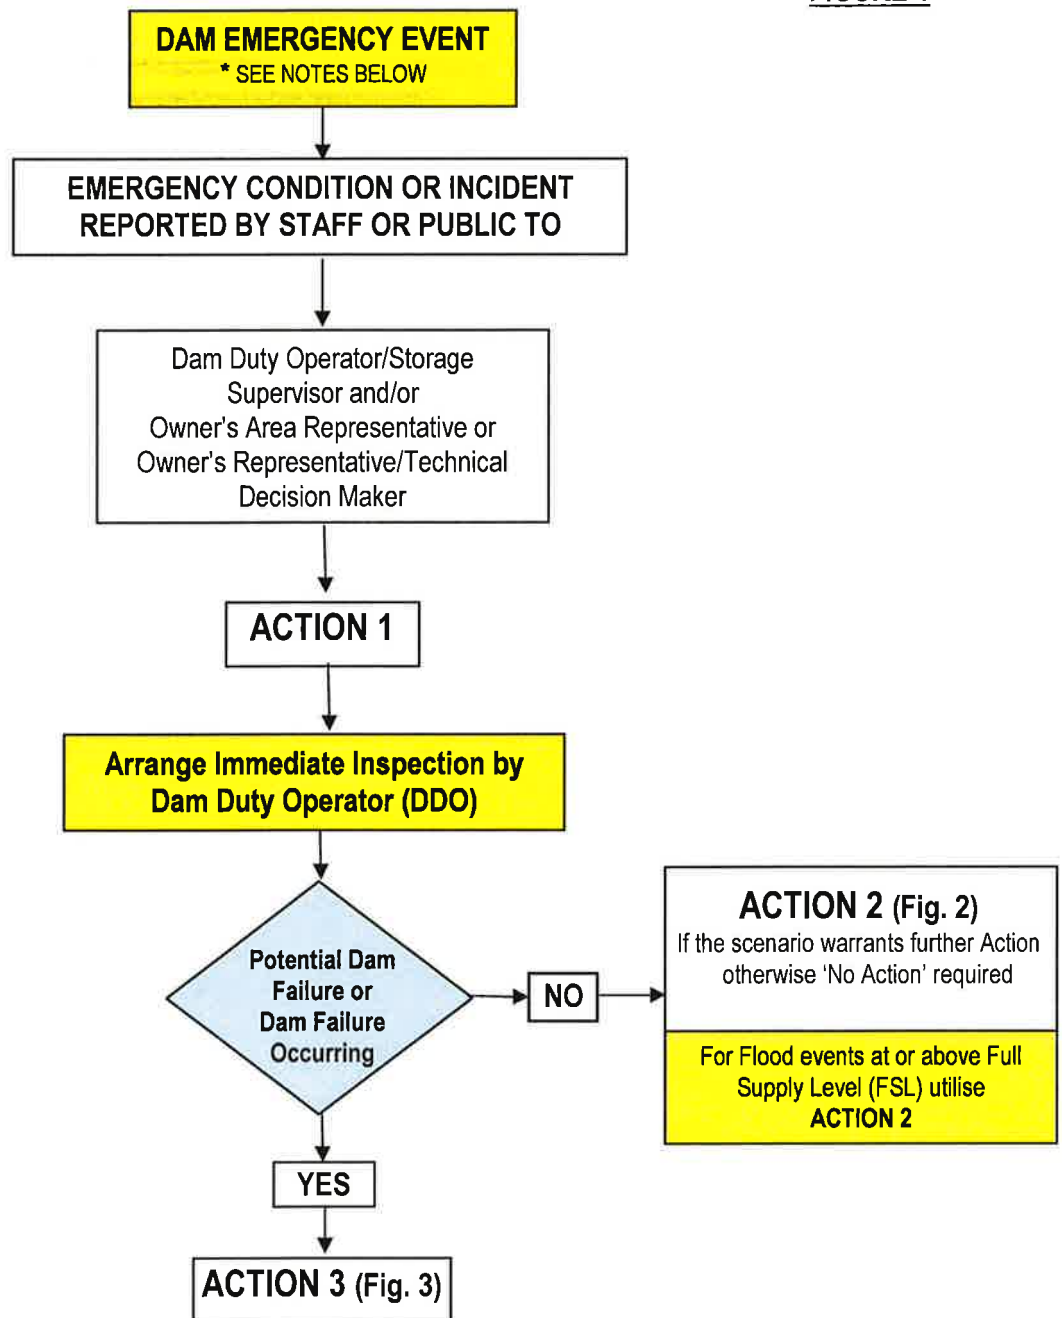 FIGURE 1
DAM EMERGENCY EVENT
* SEE NOTES BELOW
EMERGENCY CONDITION OR INCIDENT
REPORTED BY STAFF OR PUBLIC TO
Dam Duty Operator/Storage
Supervisor and/or
Owner's Area Representative or
Owner's Representative/Technical
Decision Maker
ACTION 1
Arrange Immediate Inspection by
Dam Duty Operator (DDO)
Potential Dam
Failure or
Dam Failure
Occurring
NO
ACTION 2 (Fig. 2)
If the scenario warrants further Action
otherwise 'No Action' required
For Flood events at or above Full
Supply Level (FSL) utilise
ACTION 2
YES
ACTION 3 (Fig. 3)